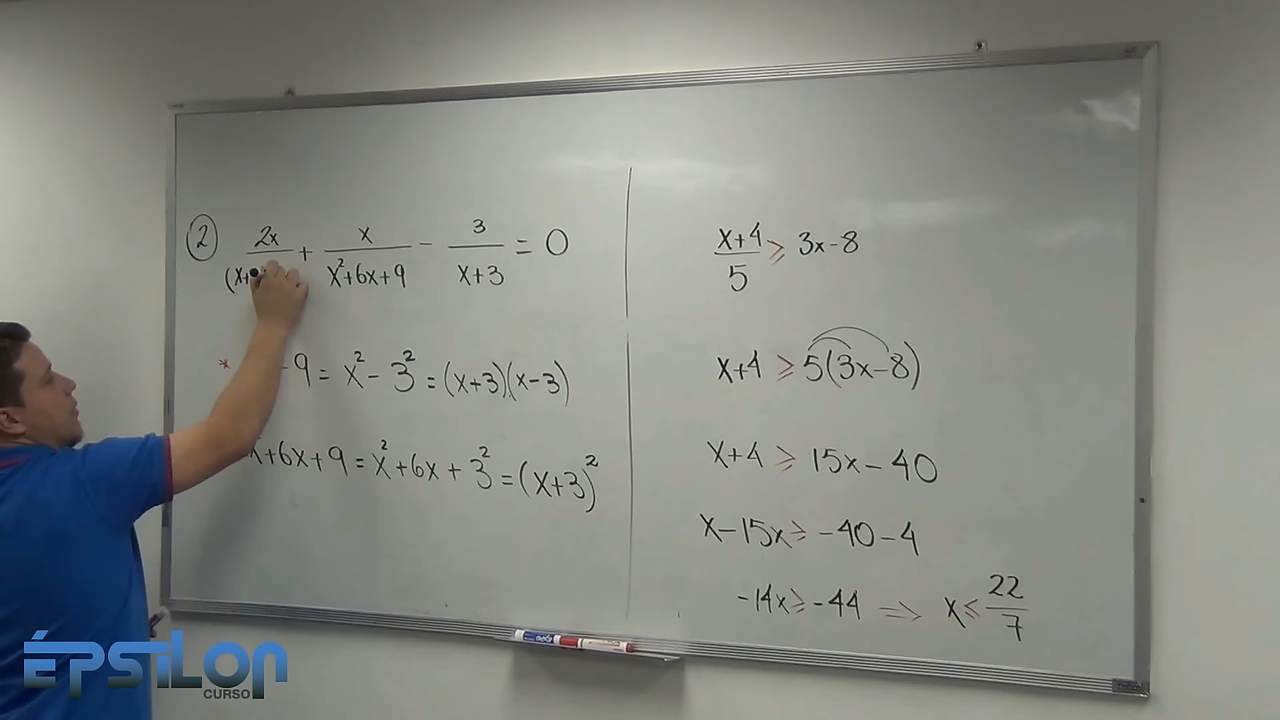 ② 2x/(x+ + x/(x²+6x+9) - 3/(x+3) = 0
* -9 = x² - 3² = (x+3)(x-3)
x²+6x+9 = x²+6x+3² = (x+3)²
(x+4)/5 ⩾ 3x-8
x+4 ⩾ 5(3x-8)
x+4 ⩾ 15x-40
x-15x ⩾ -40-4
-14x ⩾ -44 => x ⩽ 22/7
ÉPSILON
CURSO